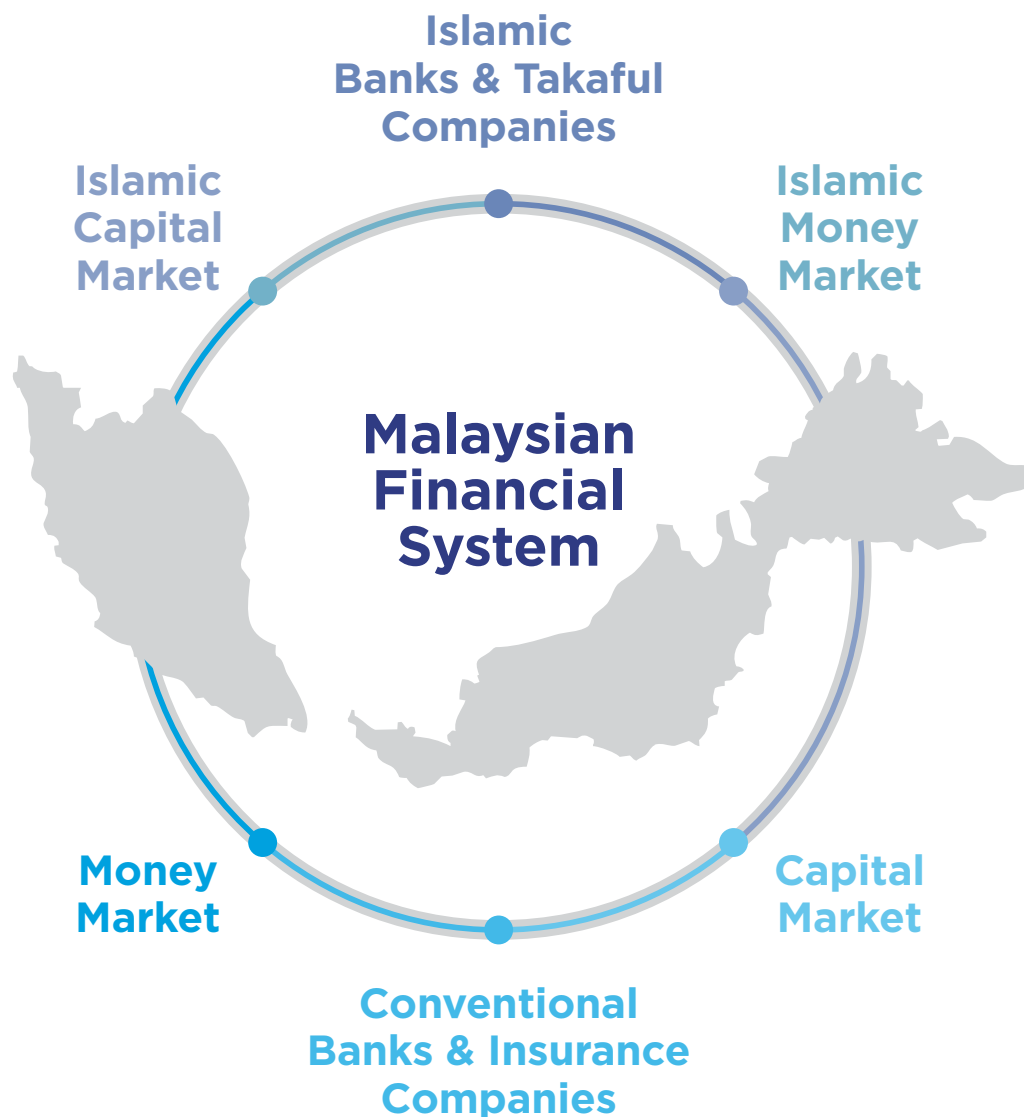 Islamic
Banks & Takaful
Companies
Islamic
Capital
Market
Islamic
Money
Market
Malaysian
Financial
System
Money
Market
Capital
Market
Conventional
Banks & Insurance
Companies